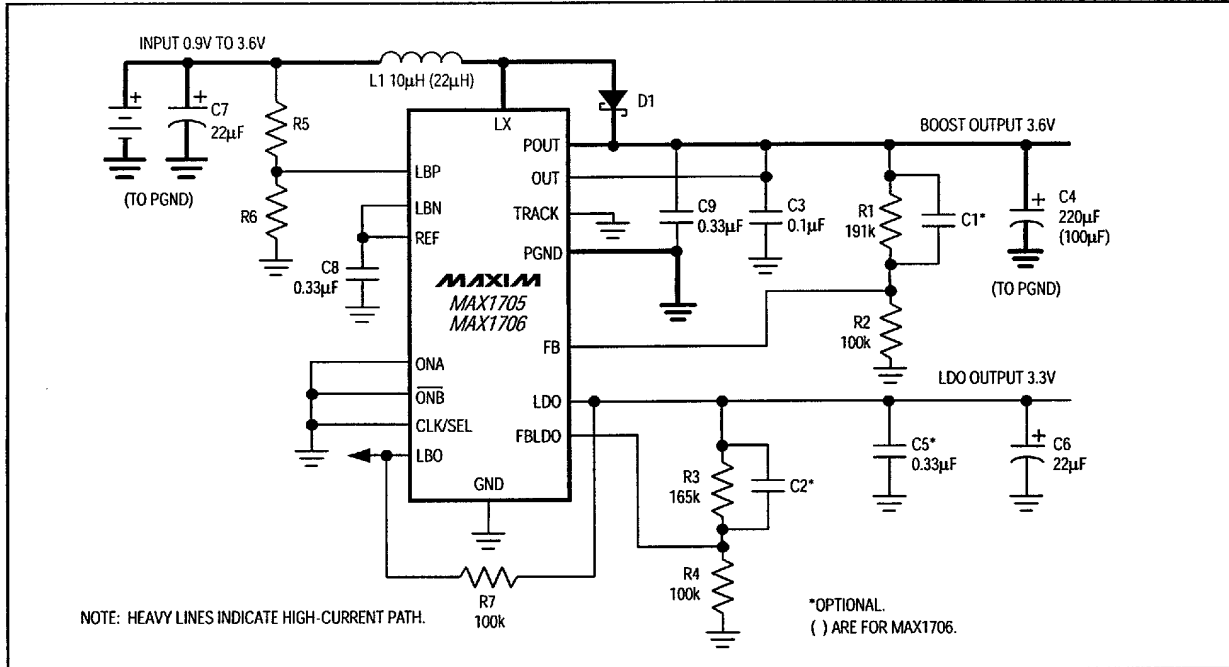 INPUT 0.9V TO 3.6V
L1 10µH (22µH)
D1
+
+
C7
22µF
R5
LX
POUT
BOOST OUTPUT 3.6V
(TO PGND)
R6
LBP
OUT
LBN
TRACK
REF
PGND
C9
0.33µF
C3
0.1µF
R1
191k
C1*
+
C4
220µF
(100µF)
(TO PGND)
C8
0.33µF
MAXIM
MAX1705
MAX1706
R2
100k
FB
ONA
ONB
CLK/SEL
LBO
LDO
FBLDO
LDO OUTPUT 3.3V
GND
R3
165k
C2*
C5*
0.33µF
+
C6
22µF
R7
100k
R4
100k
NOTE: HEAVY LINES INDICATE HIGH-CURRENT PATH.
*OPTIONAL.
( ) ARE FOR MAX1706.